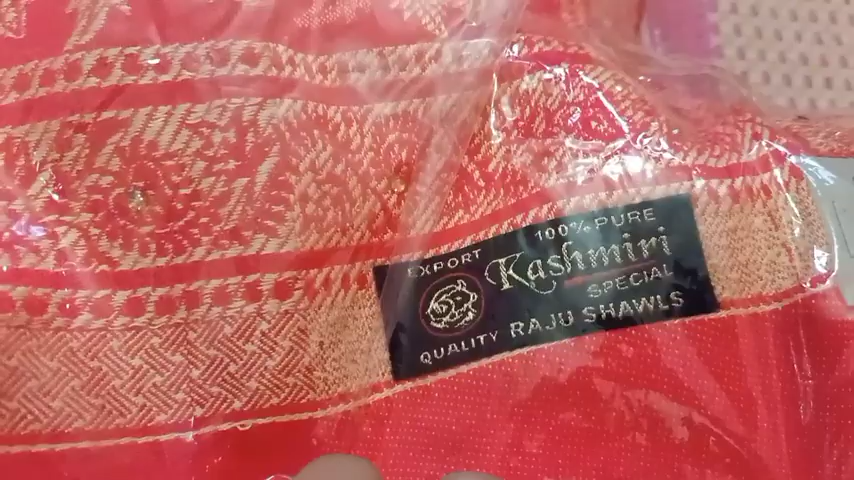 100% PURE
EXPORT Kashmiri
SPECIAL
QUALITY RAJU SHAWLS